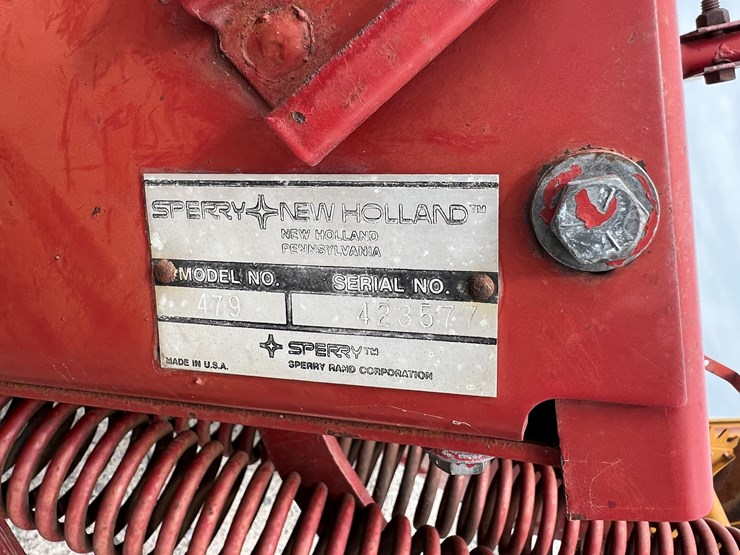 SPERRY NEW HOLLAND™
NEW HOLLAND
PENNSYLVANIA
MODEL NO. SERIAL NO.
479 423577
SPERRY™
MADE IN U.S.A. SPERRY RAND CORPORATION